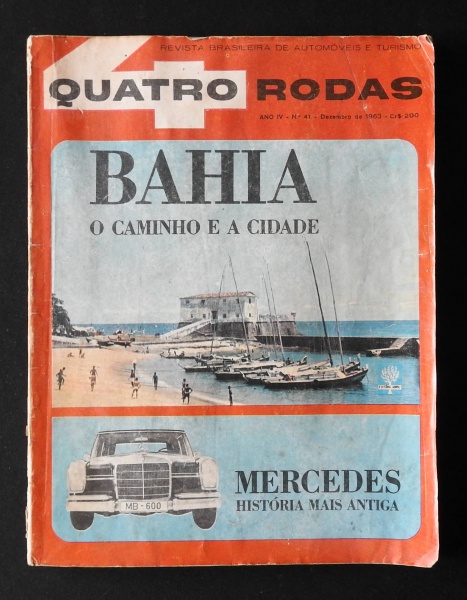 REVISTA BRASILEIRA DE AUTOMÓVEIS E TURISMO
4
QUATRO RODAS
ANO IV - Nº 41 - Dezembro de 1963 - Cr$ 200
BAHIA
O CAMINHO E A CIDADE
MB-600
MERCEDES
HISTÓRIA MAIS ANTIGA